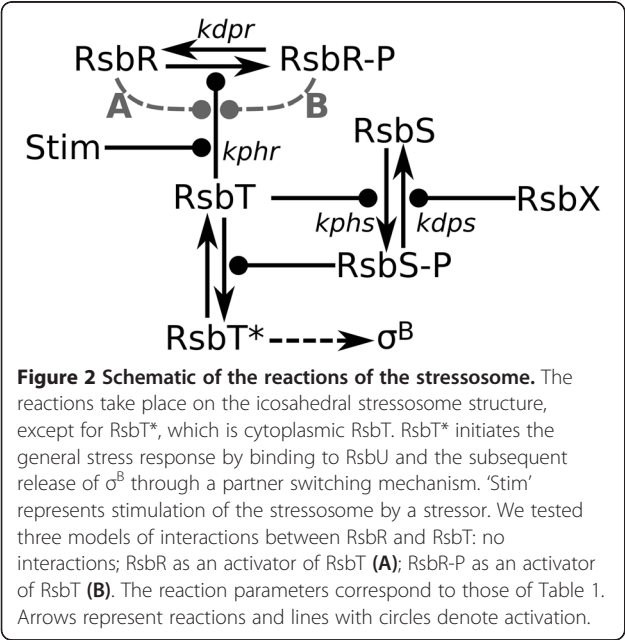 kdpr
RsbR RsbR-P
A B
Stim kphr RsbS
RsbT kphs kdps RsbX
RsbS-P
RsbT* σᴮ
Figure 2 Schematic of the reactions of the stressosome. The
reactions take place on the icosahedral stressosome structure,
except for RsbT*, which is cytoplasmic RsbT. RsbT* initiates the
general stress response by binding to RsbU and the subsequent
release of σᴮ through a partner switching mechanism. ‘Stim’
represents stimulation of the stressosome by a stressor. We tested
three models of interactions between RsbR and RsbT: no
interactions; RsbR as an activator of RsbT (A); RsbR-P as an activator
of RsbT (B). The reaction parameters correspond to those of Table 1.
Arrows represent reactions and lines with circles denote activation.